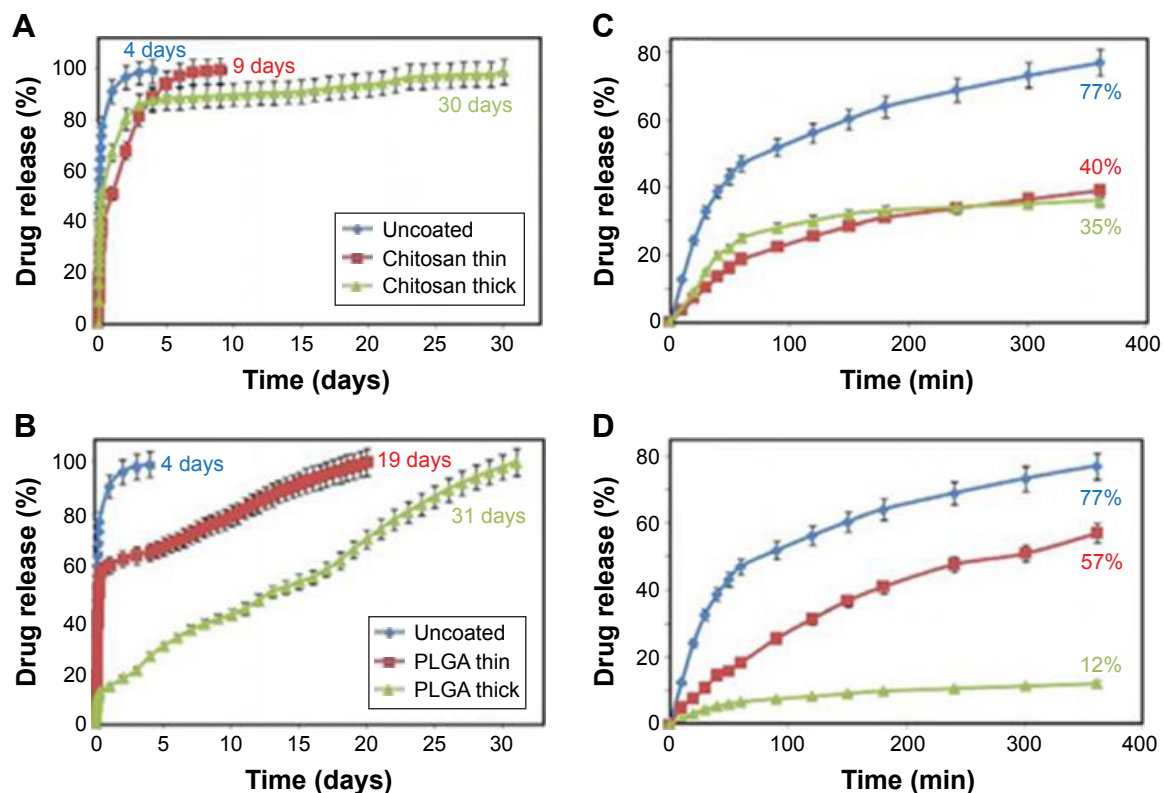 A
Drug release (%)
100
80
60
40
20
0
4 days
9 days
30 days
Uncoated
Chitosan thin
Chitosan thick
0
5
10
15
20
25
30
Time (days)
C
Drug release (%)
80
60
40
20
0
77%
40%
35%
0
100
200
300
400
Time (min)
B
Drug release (%)
100
80
60
40
20
0
4 days
19 days
31 days
Uncoated
PLGA thin
PLGA thick
0
5
10
15
20
25
30
Time (days)
D
Drug release (%)
80
60
40
20
0
77%
57%
12%
0
100
200
300
400
Time (min)